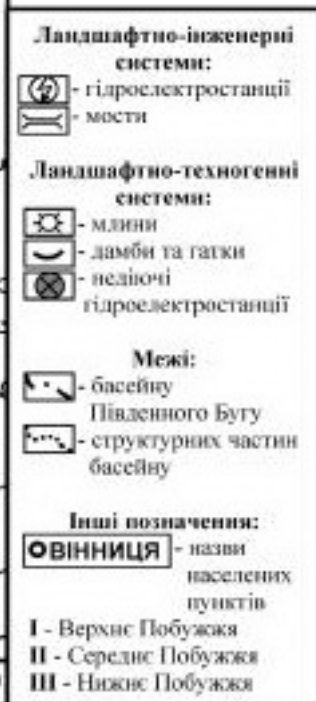 Ландшафтно-інженерні
системи:
- гідроелектростанції
- мости
Ландшафтно-техногенні
системи:
- млини
- дамби та гатки
- недіючі
гідроелектростанції
Межі:
- басейну
Південного Бугу
- структурних частин
басейну
Інші позначення:
ВІННИЦЯ - назви
населених
пунктів
I - Верхнє Побужжя
II - Середнє Побужжя
III - Нижнє Побужжя